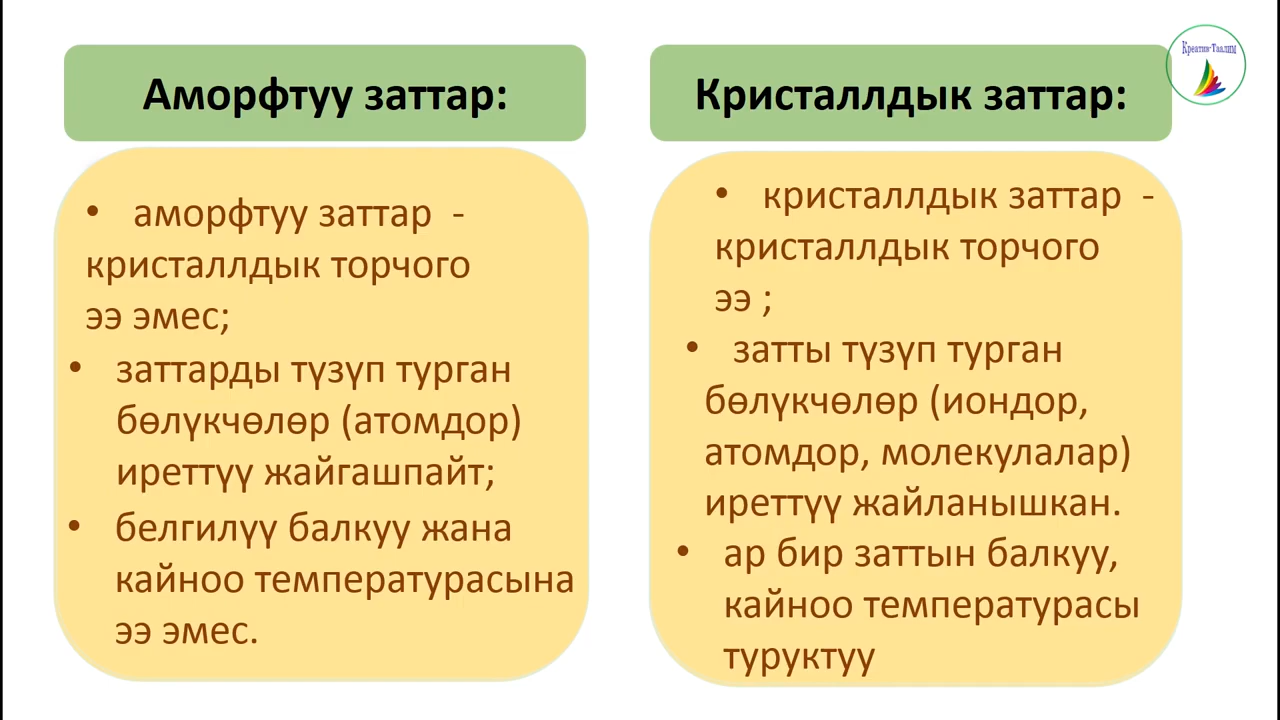 Аморфтуу заттар:
• аморфтуу заттар -
кристаллдык торчого
ээ эмес;
• заттарды түзүп турган
бөлүкчөлөр (атомдор)
иреттүү жайгашпайт;
• белгилүү балкуу жана
кайноо температурасына
ээ эмес.
Кристаллдык заттар:
• кристаллдык заттар -
кристаллдык торчого
ээ ;
• затты түзүп турган
бөлүкчөлөр (иондор,
атомдор, молекулалар)
иреттүү жайланышкан.
• ар бир заттын балкуу,
кайноо температурасы
туруктуу
Креатив-Таалим